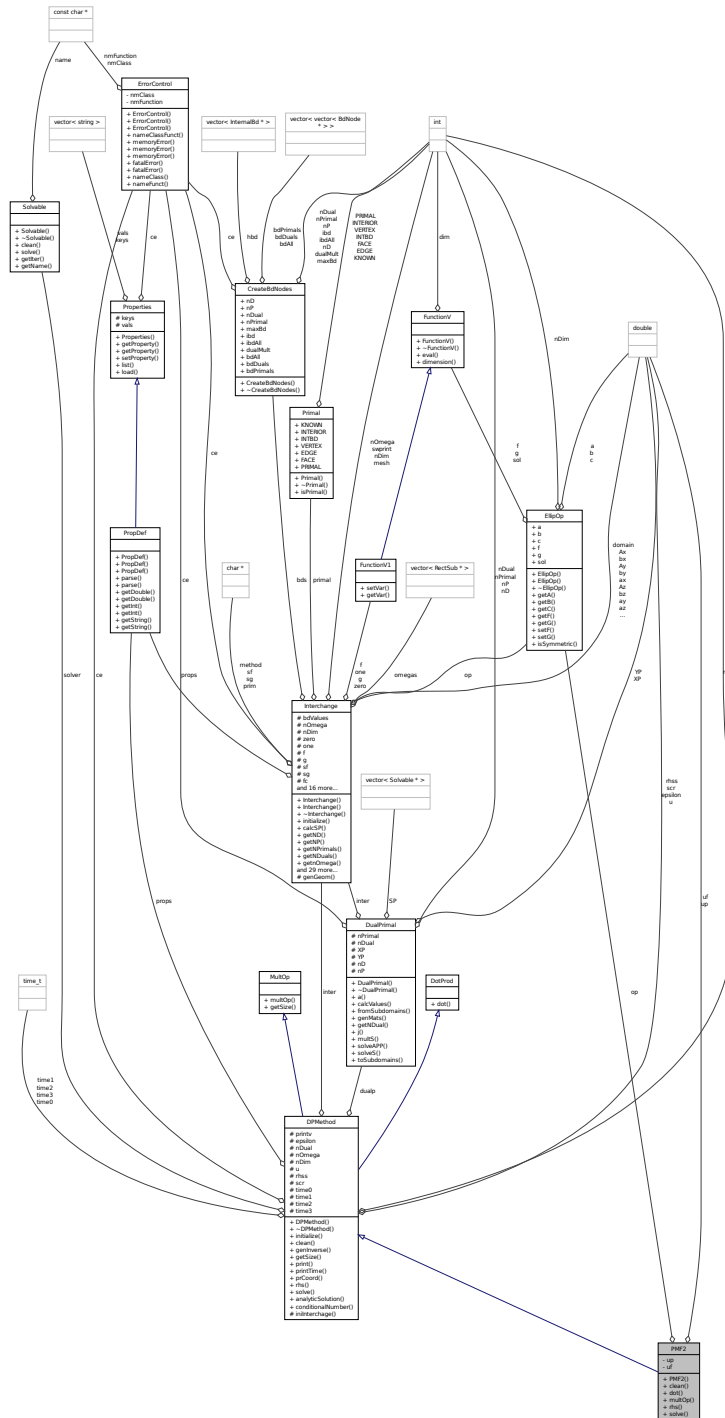 const char *
name
nmFunction
nmClass
ErrorControl
- nmClass
- nmFunction
+ ErrorControl()
+ ErrorControl()
+ ErrorControl()
+ nameClassFunct()
+ memoryError()
+ memoryError()
+ memoryError()
+ fatalError()
+ fatalError()
+ nameClass()
+ nameFunct()
vector< string >
vector< InternalBd * >
vector< vector< BdNode
* > >
int
Solvable
+ Solvable()
+ ~Solvable()
+ clean()
+ solve()
+ getIter()
+ getName()
vals
keys
ce
ce
hbd
bdPrimals
bdDuals
bdAll
nDual
nPrimal
nP
ibd
ibdAll
nD
dualMult
maxBd
PRIMAL
INTERIOR
VERTEX
INTBD
FACE
EDGE
KNOWN
dim
Properties
# keys
# vals
+ Properties()
+ getProperty()
+ getProperty()
+ setProperty()
+ list()
+ load()
CreateBdNodes
+ nD
+ nP
+ nDual
+ nPrimal
+ maxBd
+ ibd
+ ibdAll
+ dualMult
+ bdAll
+ bdDuals
+ bdPrimals
+ CreateBdNodes()
+ ~CreateBdNodes()
FunctionV
+ FunctionV()
+ ~FunctionV()
+ eval()
+ dimension()
nDim
double
Primal
+ KNOWN
+ INTERIOR
+ INTBD
+ VERTEX
+ EDGE
+ FACE
+ PRIMAL
+ Primal()
+ ~Primal()
+ isPrimal()
ce
nOmega
swprint
nDim
mesh
f
g
sol
a
b
c
EllipOp
+ a
+ b
+ c
+ f
+ g
+ sol
+ EllipOp()
+ EllipOp()
+ ~EllipOp()
+ getA()
+ getB()
+ getC()
+ getF()
+ getG()
+ setF()
+ setG()
+ isSymmetric()
PropDef
+ PropDef()
+ PropDef()
+ PropDef()
+ parse()
+ parse()
+ getDouble()
+ getDouble()
+ getInt()
+ getInt()
+ getString()
+ getString()
char *
FunctionV1
+ setVar()
+ getVar()
vector< RectSub * >
ce
bds
primal
nDual
nPrimal
nP
nD
domain
Ax
bx
Ay
by
ax
Az
bz
ay
az
...
solver
ce
props
method
sf
sg
prim
f
one
g
zero
omegas
op
YP
XP
Interchange
# bdValues
# nOmega
# nDim
# zero
# one
# f
# g
# sf
# sg
# fc
and 16 more...
+ Interchange()
+ Interchange()
+ ~Interchange()
+ initialize()
+ calcSP()
+ getND()
+ getNP()
+ getNPrimals()
+ getNDuals()
+ getnOmega()
and 29 more...
# genGeom()
vector< Solvable * >
rhss
scr
epsilon
u
props
inter
SP
uf
up
DualPrimal
# nPrimal
# nDual
# XP
# YP
# nD
# nP
+ DualPrimal()
+ ~DualPrimal()
+ a()
+ calcValues()
+ fromSubdomains()
+ genMats()
+ getNDual()
+ j()
+ multS()
+ solveAPP()
+ solveS()
+ toSubdomains()
time_t
MultOp
+ multOp()
+ getSize()
inter
DotProd
+ dot()
op
time1
time2
time3
time0
dualp
DPMethod
# printv
# epsilon
# nDual
# nOmega
# nDim
# u
# rhss
# scr
# time0
# time1
# time2
# time3
+ DPMethod()
+ ~DPMethod()
+ initialize()
+ clean()
+ genInverse()
+ getSize()
+ print()
+ printTime()
+ prCoord()
+ rhs()
+ solve()
+ analyticSolution()
+ conditionalNumber()
# iniInterchage()
PMF2
- up
- uf
+ PMF2()
+ clean()
+ dot()
+ multOp()
+ rhs()
+ solve()